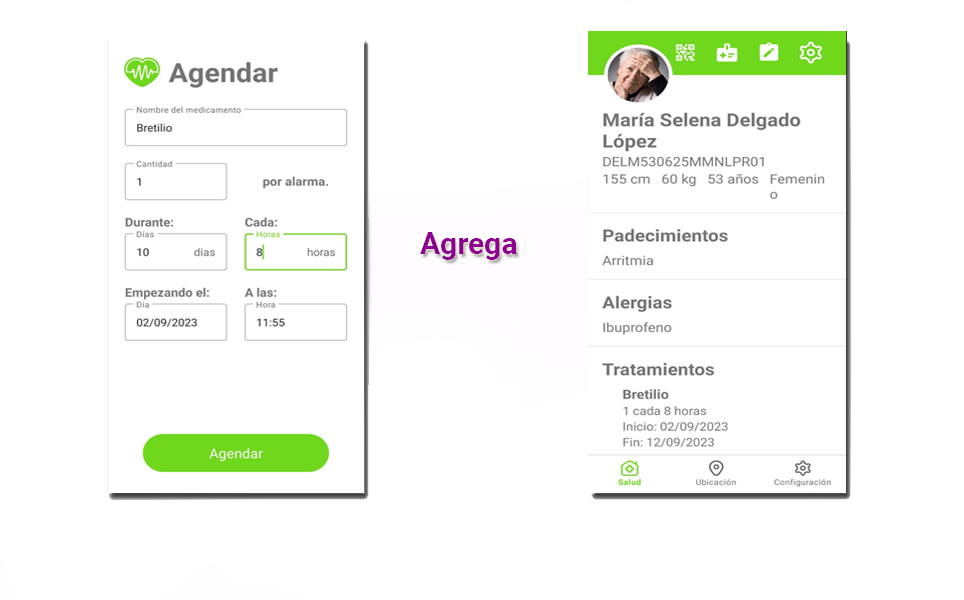 Agendar
Nombre del medicamento
Bretilio
Cantidad
1
por alarma.
Durante:
Cada:
Días
10 dias
Horas
8 horas
Empezando el:
A las:
Dia
02/09/2023
Hora
11:55
Agendar
Agrega
María Selena Delgado
López
DELM530625MMNLPR01
155 cm 60 kg 53 años Femenin
o
Padecimientos
Arritmia
Alergias
Ibuprofeno
Tratamientos
Bretilio
1 cada 8 horas
Inicio: 02/09/2023
Fin: 12/09/2023
Salud
Ubicación
Configuración